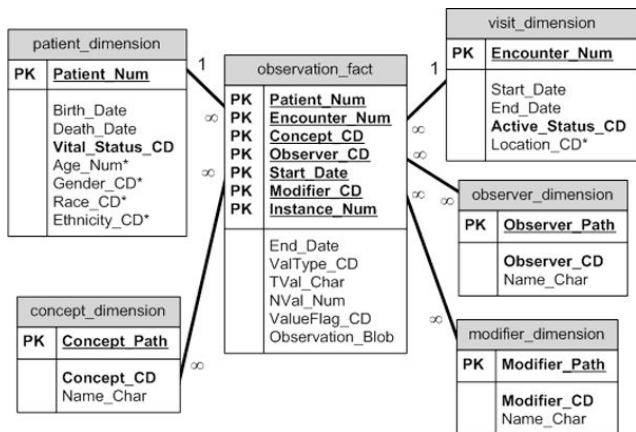 patient_dimension
PK Patient_Num
Birth_Date
Death_Date
Vital_Status_CD
Age_Num*
Gender_CD*
Race_CD*
Ethnicity_CD*
1
∞
∞
observation_fact
PK Patient_Num
PK Encounter_Num
PK Concept_CD
PK Observer_CD
PK Start_Date
PK Modifier_CD
PK Instance_Num
End_Date
ValType_CD
TVal_Char
NVal_Num
ValueFlag_CD
Observation_Blob
1
∞
∞
∞
visit_dimension
PK Encounter_Num
Start_Date
End_Date
Active_Status_CD
Location_CD*
∞
observer_dimension
PK Observer_Path
Observer_CD
Name_Char
concept_dimension
PK Concept_Path
Concept_CD
Name_Char
∞
∞
modifier_dimension
PK Modifier_Path
Modifier_CD
Name_Char